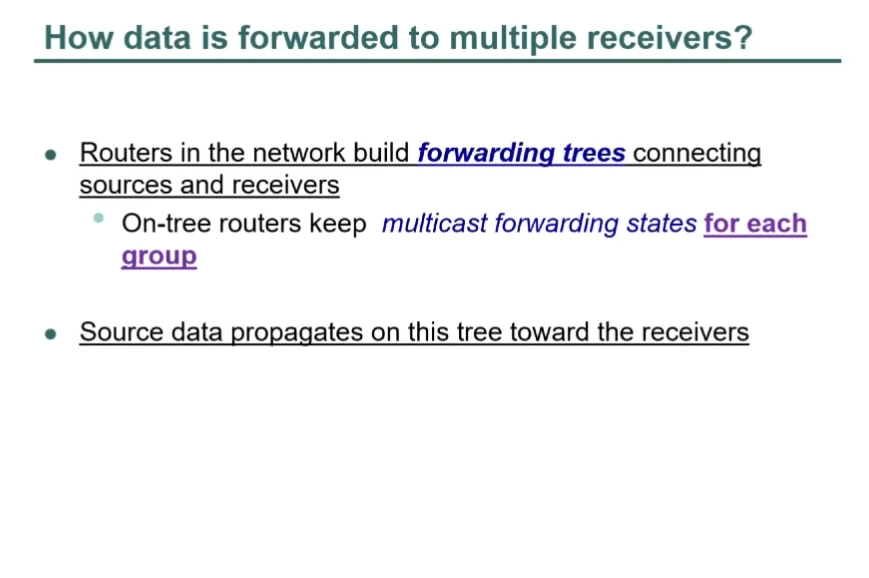 How data is forwarded to multiple receivers?
Routers in the network build forwarding trees connecting
sources and receivers
On-tree routers keep multicast forwarding states for each
group
Source data propagates on this tree toward the receivers